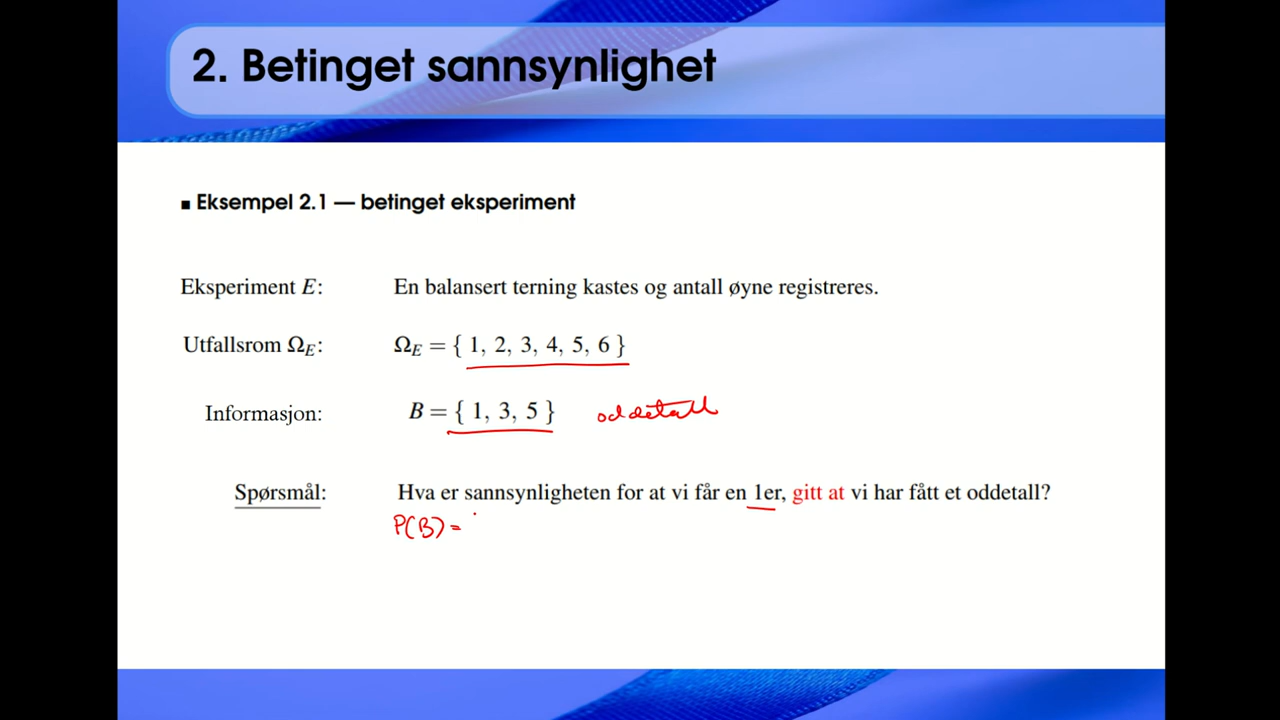 2. Betinget sannsynlighet
■ Eksempel 2.1 — betinget eksperiment
Eksperiment E: En balansert terning kastes og antall øyne registreres.
Utfallsrom Ω_E: Ω_E = { 1, 2, 3, 4, 5, 6 }
Informasjon: B = { 1, 3, 5 } oddetall
Spørsmål: Hva er sannsynligheten for at vi får en 1er, gitt at vi har fått et oddetall?
P(B) =